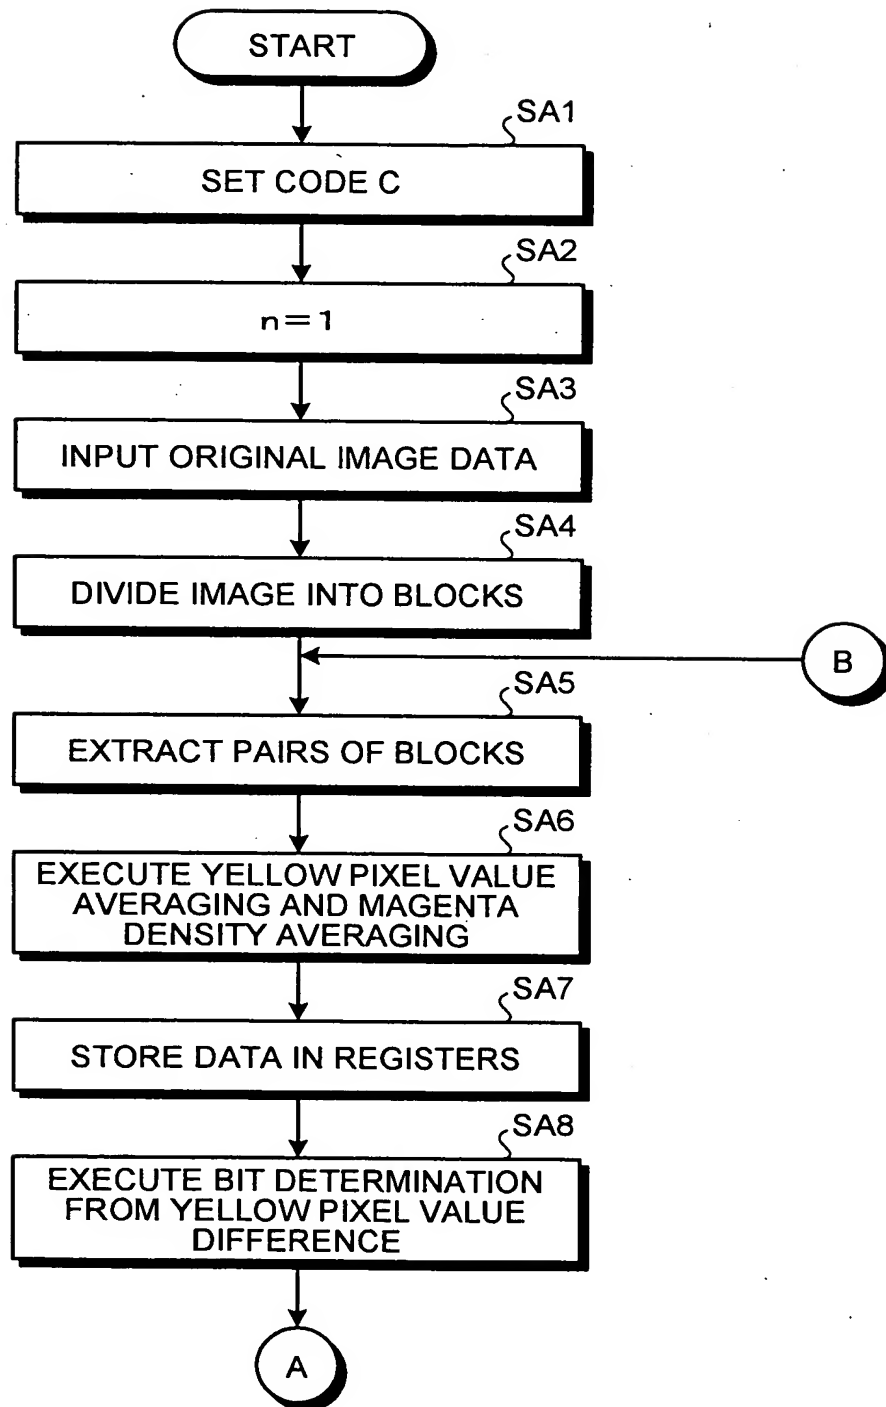 START
SA1
SET CODE C
SA2
n=1
SA3
INPUT ORIGINAL IMAGE DATA
SA4
DIVIDE IMAGE INTO BLOCKS
B
SA5
EXTRACT PAIRS OF BLOCKS
SA6
EXECUTE YELLOW PIXEL VALUE
AVERAGING AND MAGENTA
DENSITY AVERAGING
SA7
STORE DATA IN REGISTERS
SA8
EXECUTE BIT DETERMINATION
FROM YELLOW PIXEL VALUE
DIFFERENCE
A